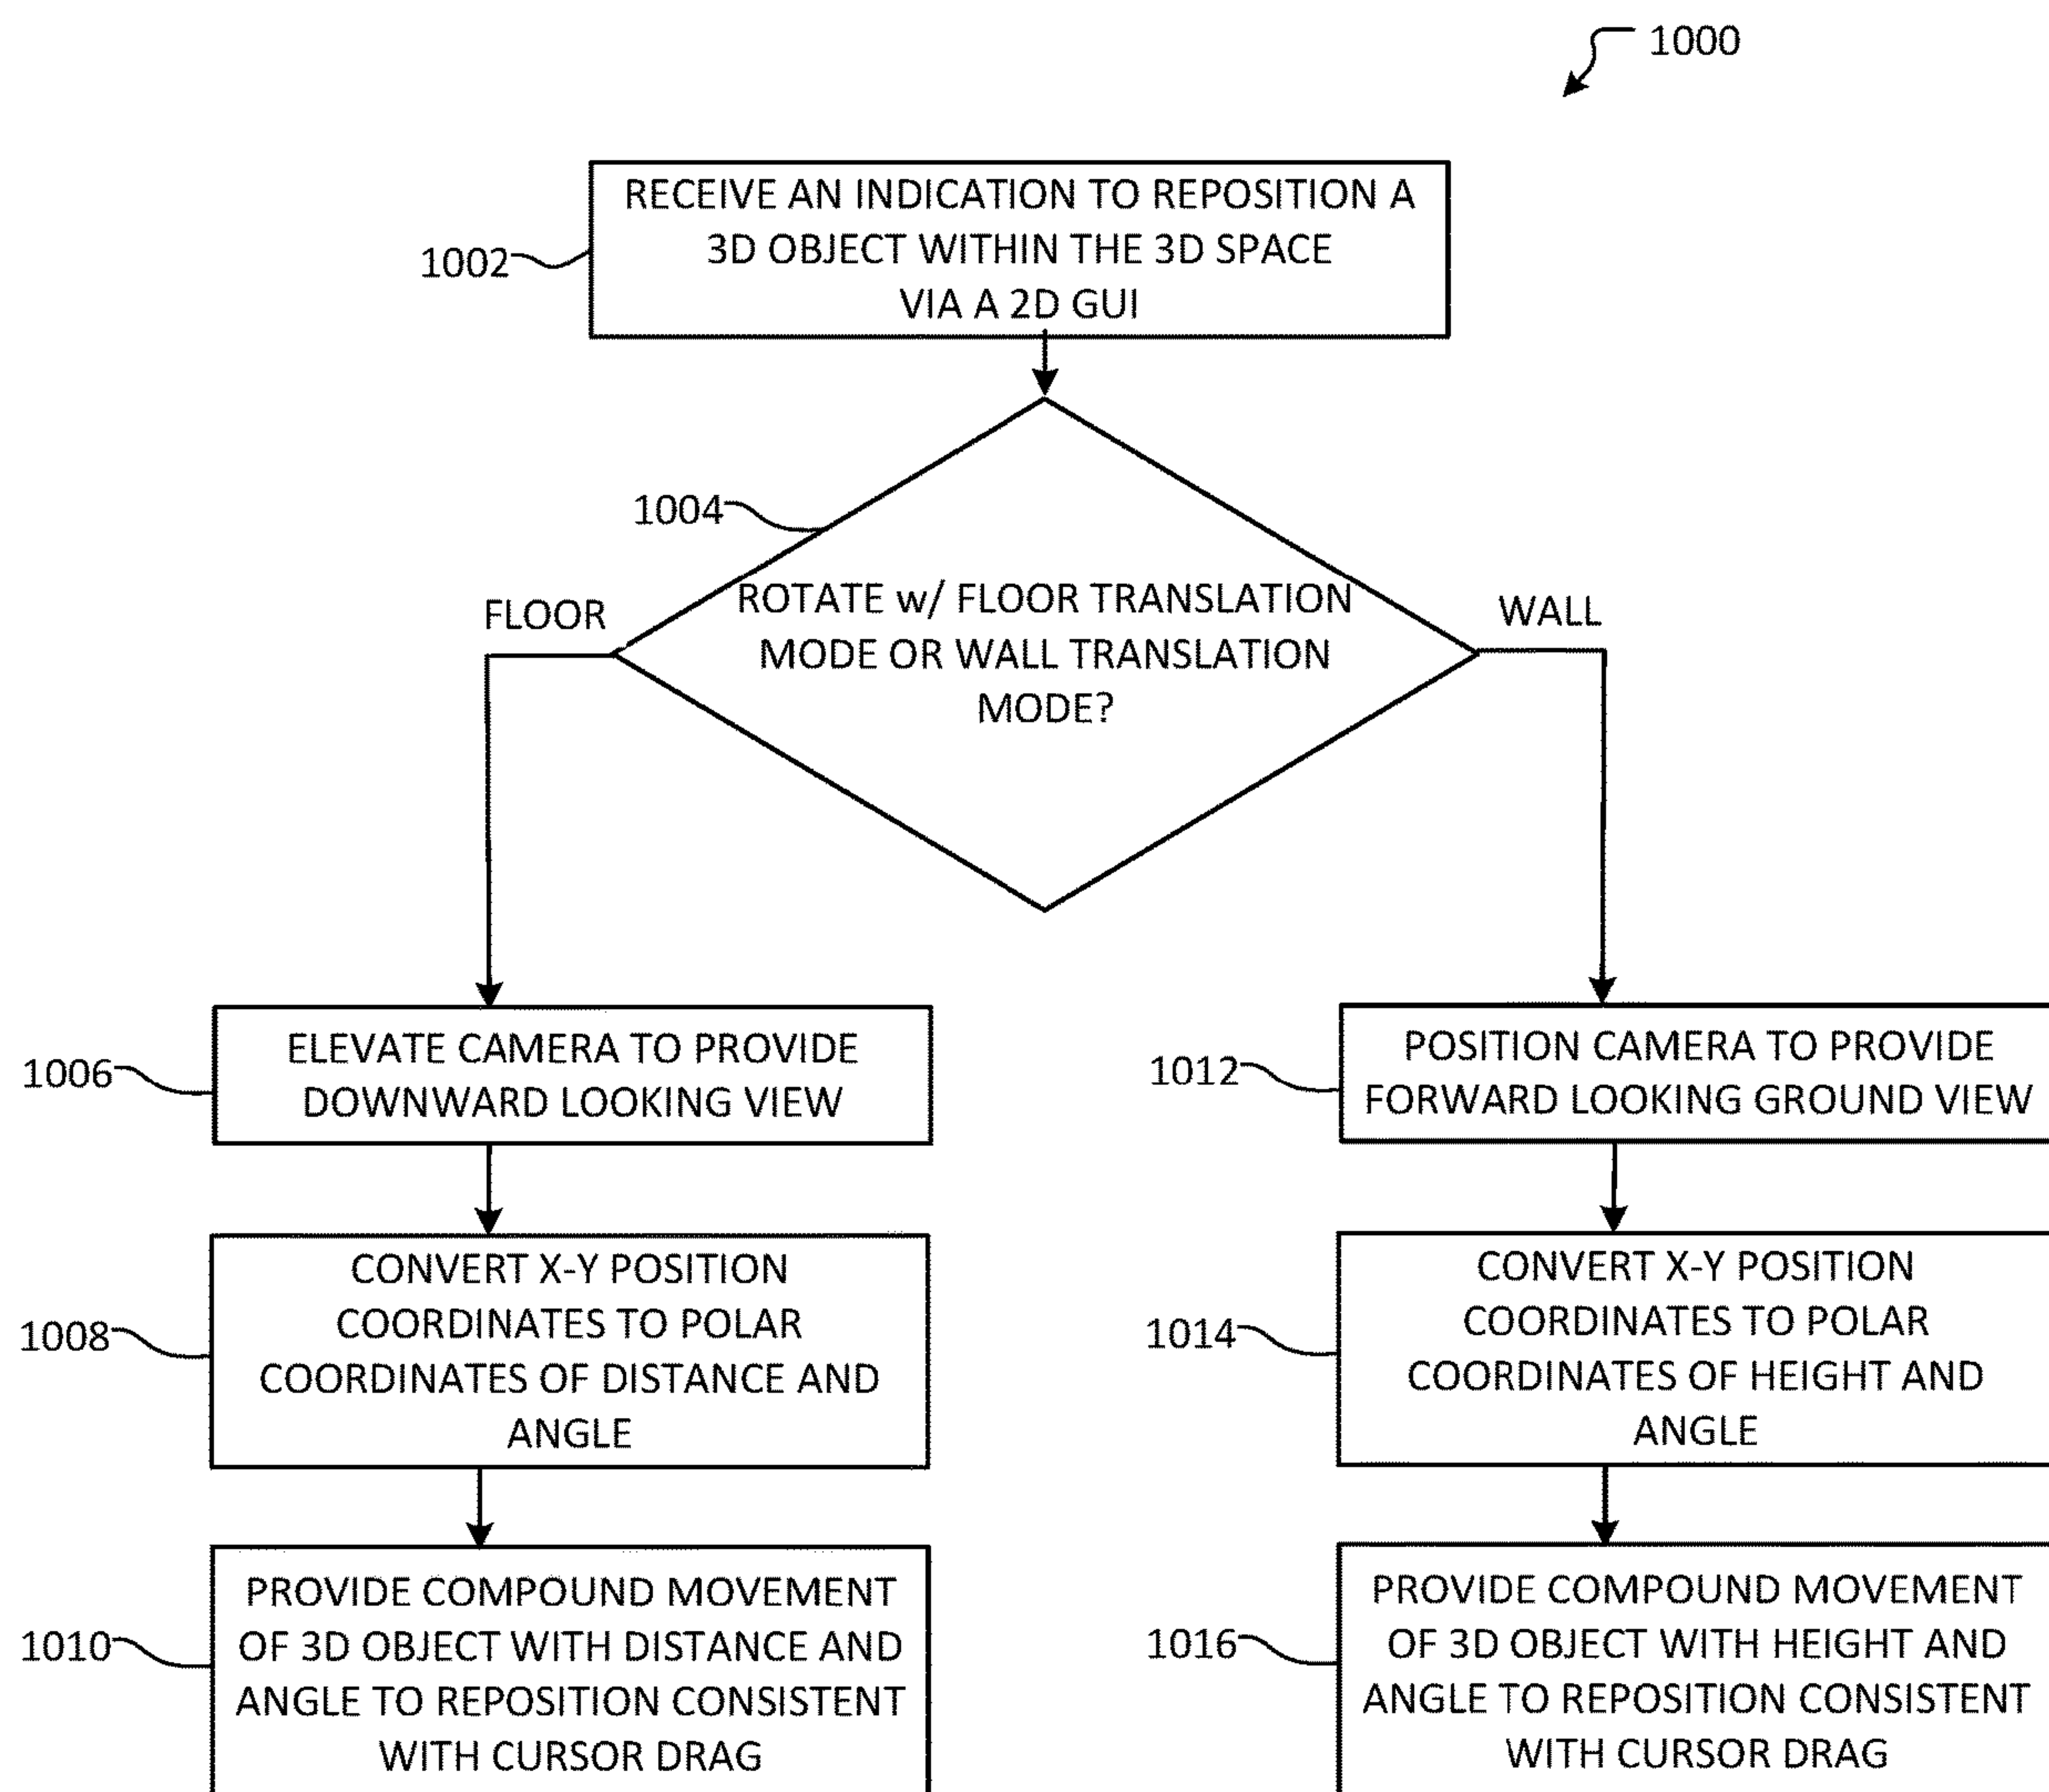 1000
RECEIVE AN INDICATION TO REPOSITION A
3D OBJECT WITHIN THE 3D SPACE
VIA A 2D GUI
1002
1004
ROTATE w/ FLOOR TRANSLATION
MODE OR WALL TRANSLATION
MODE?
FLOOR
WALL
ELEVATE CAMERA TO PROVIDE
DOWNWARD LOOKING VIEW
1006
CONVERT X-Y POSITION
COORDINATES TO POLAR
COORDINATES OF DISTANCE AND
ANGLE
1008
PROVIDE COMPOUND MOVEMENT
OF 3D OBJECT WITH DISTANCE AND
ANGLE TO REPOSITION CONSISTENT
WITH CURSOR DRAG
1010
POSITION CAMERA TO PROVIDE
FORWARD LOOKING GROUND VIEW
1012
CONVERT X-Y POSITION
COORDINATES TO POLAR
COORDINATES OF HEIGHT AND
ANGLE
1014
PROVIDE COMPOUND MOVEMENT
OF 3D OBJECT WITH HEIGHT AND
ANGLE TO REPOSITION CONSISTENT
WITH CURSOR DRAG
1016